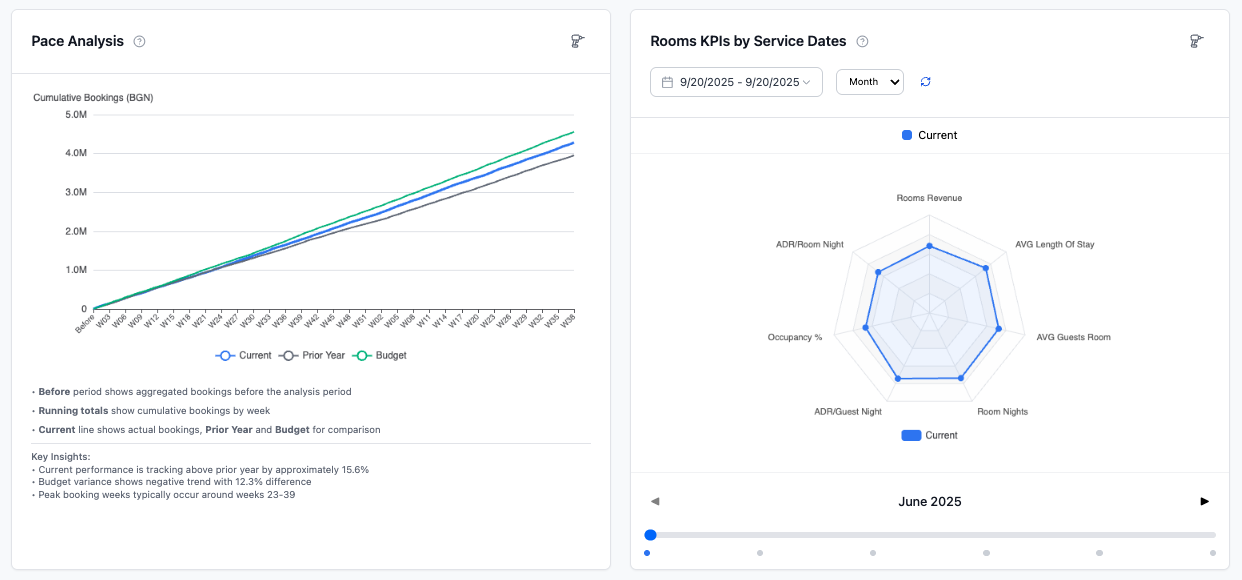 Pace Analysis
Cumulative Bookings (BGN)
5.0M
4.0M
3.0M
2.0M
1.0M
0
Before W03 W06 W09 W12 W15 W18 W21 W24 W27 W30 W33 W36 W39 W42 W45 W48 W51 W02 W05 W08 W11 W14 W17 W20 W23 W26 W29 W32 W35 W38
Current Prior Year Budget
• Before period shows aggregated bookings before the analysis period
• Running totals show cumulative bookings by week
• Current line shows actual bookings, Prior Year and Budget for comparison
Key Insights:
• Current performance is tracking above prior year by approximately 15.6%
• Budget variance shows negative trend with 12.3% difference
• Peak booking weeks typically occur around weeks 23-39
Rooms KPIs by Service Dates
9/20/2025 - 9/20/2025 Month
Current
Rooms Revenue
ADR/Room Night AVG Length Of Stay
Occupancy % AVG Guests Room
ADR/Guest Night Room Nights
Current
June 2025